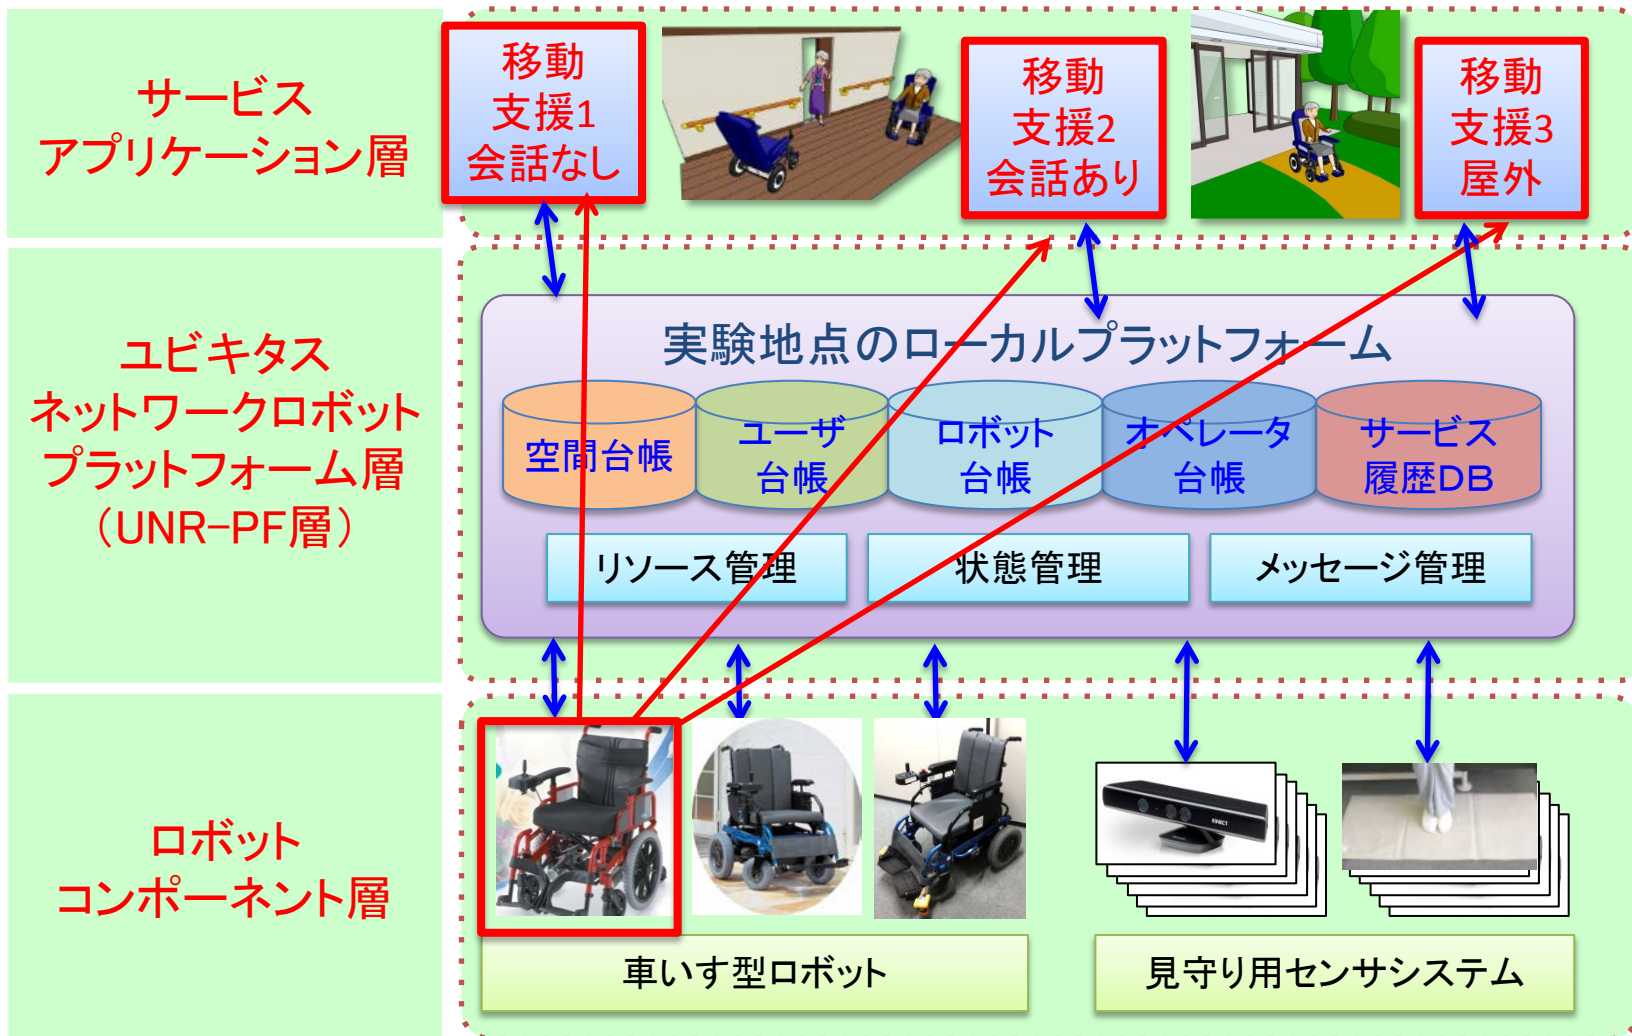 サービス
アプリケーション層
移動
支援1
会話なし
移動
支援2
会話あり
移動
支援3
屋外
ユビキタス
ネットワークロボット
プラットフォーム層
（UNR−PF層）
実験地点のローカルプラットフォーム
空間台帳
ユーザ
台帳
ロボット
台帳
オペレータ
台帳
サービス
履歴DB
リソース管理
状態管理
メッセージ管理
ロボット
コンポーネント層
KINECT
車いす型ロボット
見守り用センサシステム